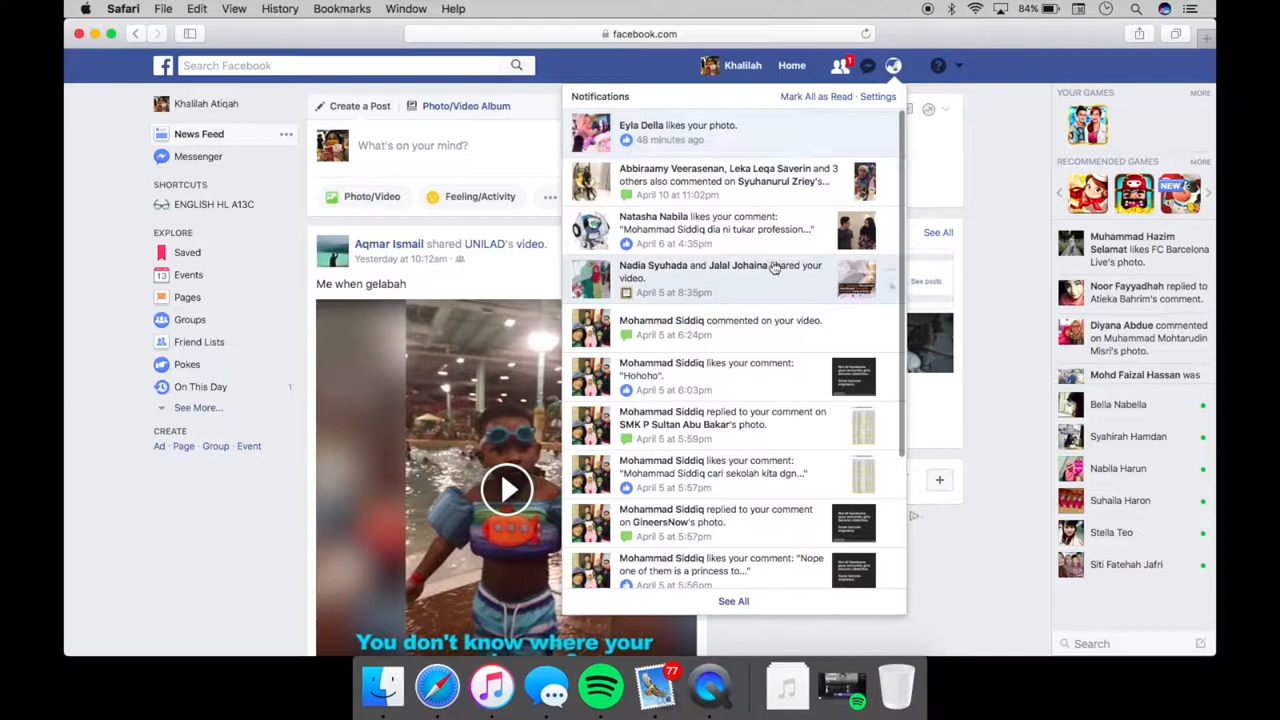 Safari File Edit View History Bookmarks Window Help
84%
facebook.com
Search Facebook
Khalilah Home 1
Khalilah Atiqah
News Feed
Messenger
SHORTCUTS
ENGLISH HL A13C
EXPLORE
Saved
13 Events
Pages
Groups
Friend Lists
Pokes
On This Day 1
See More...
CREATE
Ad · Page · Group · Event
Create a Post Photo/Video Album
What's on your mind?
Photo/Video Feeling/Activity
Aqmar Ismail shared UNILAD's video.
Yesterday at 10:12am ·
Me when gelabah
You don't know where your
Notifications Mark All as Read · Settings
Eyla Della likes your photo.
48 minutes ago
Abbiraamy Veerasenan, Leka Leqa Saverin and 3
others also commented on Syuhanurul Zriey's...
April 10 at 11:02pm
Natasha Nabila likes your comment:
"Mohammad Siddiq dia ni tukar profession..."
April 6 at 4:35pm
Nadia Syuhada and Jalal Johaina shared your
video.
April 5 at 8:35pm
Mohammad Siddiq commented on your video.
April 5 at 6:24pm
Mohammad Siddiq likes your comment:
"Hohoho".
April 5 at 6:03pm
Mohammad Siddiq replied to your comment on
SMK P Sultan Abu Bakar's photo.
April 5 at 5:59pm
Mohammad Siddiq likes your comment:
"Mohammad Siddiq cari sekolah kita dgn..."
April 5 at 5:57pm
Mohammad Siddiq replied to your comment
on GineersNow's photo.
April 5 at 5:57pm
Mohammad Siddiq likes your comment: "Nope
one of them is a princess to..."
April 5 at 5:56pm
See All
See All
See posts
YOUR GAMES MORE
RECOMMENDED GAMES MORE
NEW
Muhammad Hazim
Selamat likes FC Barcelona
Live's photo.
Noor Fayyadhah replied to
Atieka Bahrim's comment.
Diyana Abdue commented
on Muhammad Mohtarudin
Misri's photo.
Mohd Faizal Hassan was
Bella Nabella
Syahirah Hamdan
Nabila Harun
Suhaila Charon
Stella Teo
Siti Fatehah Jafri
Search
77